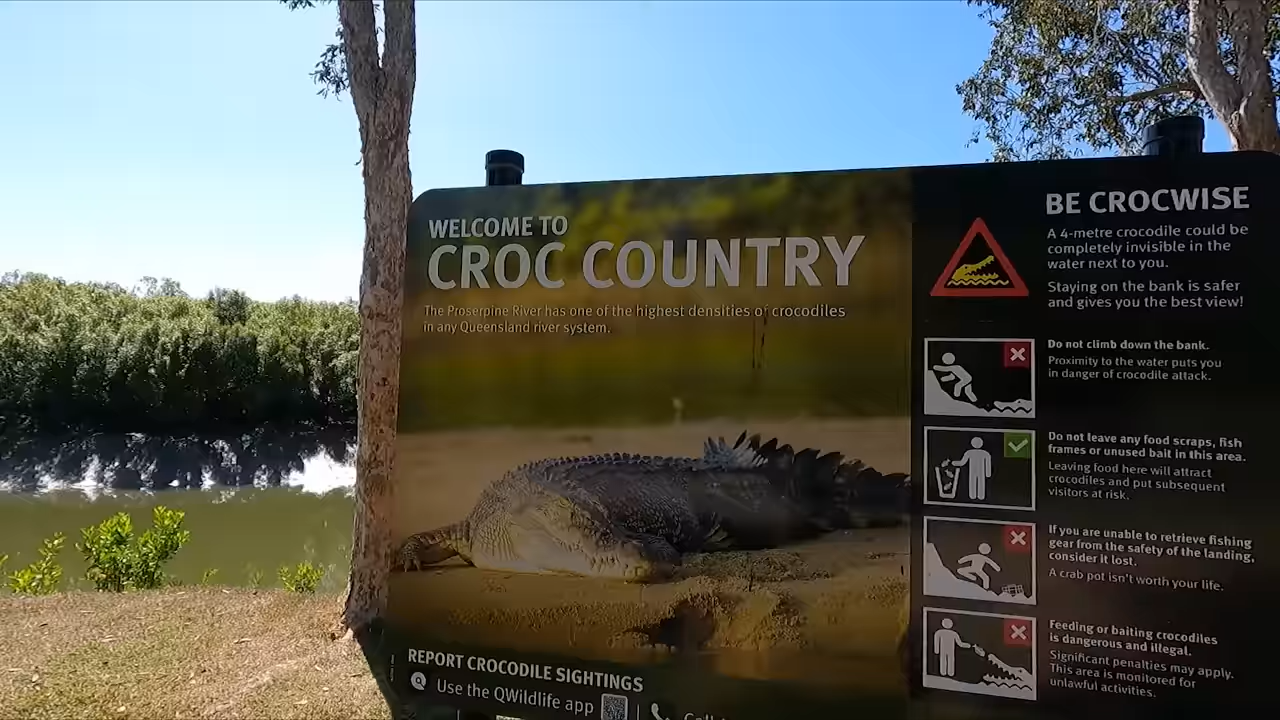 WELCOME TO
CROC COUNTRY
The Proserpine River has one of the highest densities of crocodiles
in any Queensland river system.
REPORT CROCODILE SIGHTINGS
Use the QWildlife app
BE CROCWISE
A 4-metre crocodile could be
completely invisible in the
water next to you.
Staying on the bank is safer
and gives you the best view!
Do not climb down the bank.
Proximity to the water puts you
in danger of crocodile attack.
Do not leave any food scraps, fish
frames or unused bait in this area.
Leaving food here will attract
crocodiles and put subsequent
visitors at risk.
If you are unable to retrieve fishing
gear from the safety of the landing,
consider it lost.
A crab pot isn't worth your life.
Feeding or baiting crocodiles
is dangerous and illegal.
Significant penalties may apply.
This area is monitored for
unlawful activities.